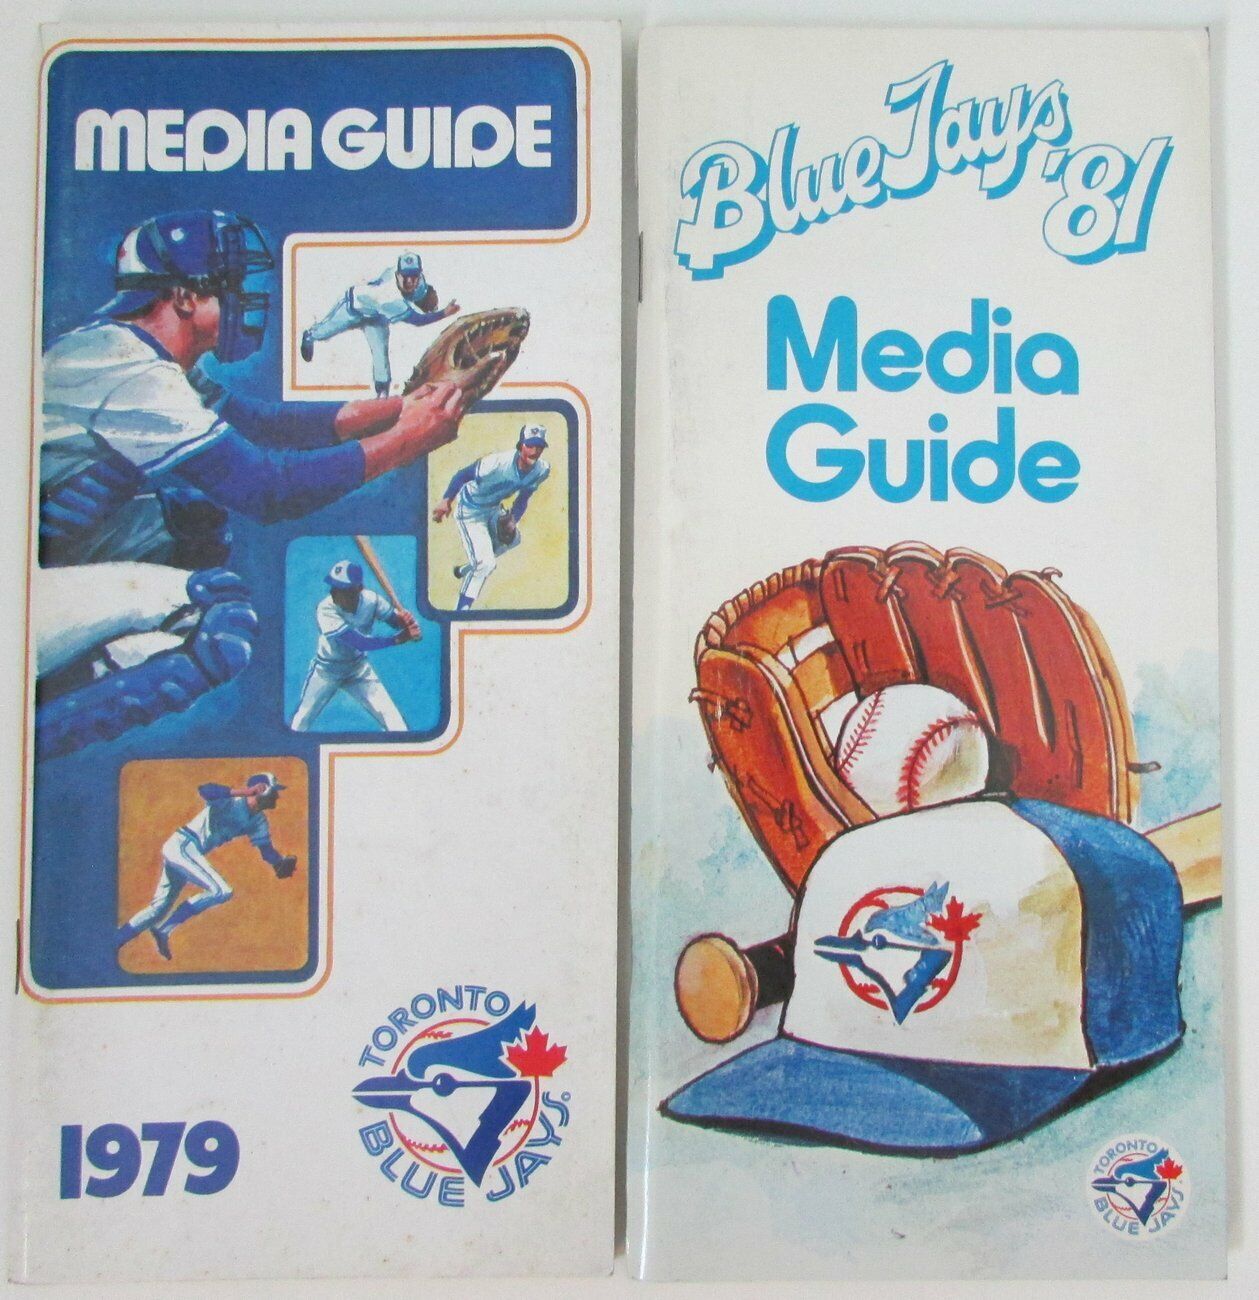 MEDIA GUIDE
1979
TORONTO
BLUE JAYS
Blue Jays '81
Media
Guide
TORONTO
BLUE JAYS